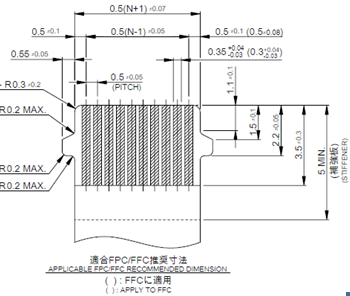 0.5(N+1) ±0.07
0.5 ±0.1
0.5(N-1) ±0.05
0.5 ±0.1 (0.5±0.08)
0.55 ±0.05
0.5 ±0.05
(PITCH)
0.35 +0.04 -0.03 (0.3 +0.04 -0.03)
R0.3 ±0.2
R0.2 MAX.
R0.2 MAX.
R0.2 MAX.
R0.2 MAX.
1.1 ±0.1
1.5 ±0.1
2.2 ±0.05
3.5 ±0.3
5 MIN.
(補強板)
(STIFFENER)
適合FPC/FFC推奨寸法
APPLICABLE FPC/FFC RECOMMENDED DIMENSION
( ) : FFCに適用
( ) : APPLY TO FFC